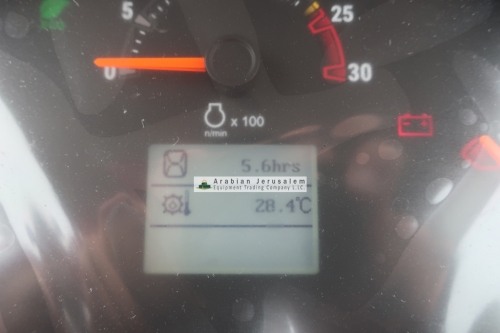 5
25
0
30
x 100
n/min
5.6hrs
Arabian Jerusalem
Equipment Trading Company L.L.C.
28.4°C